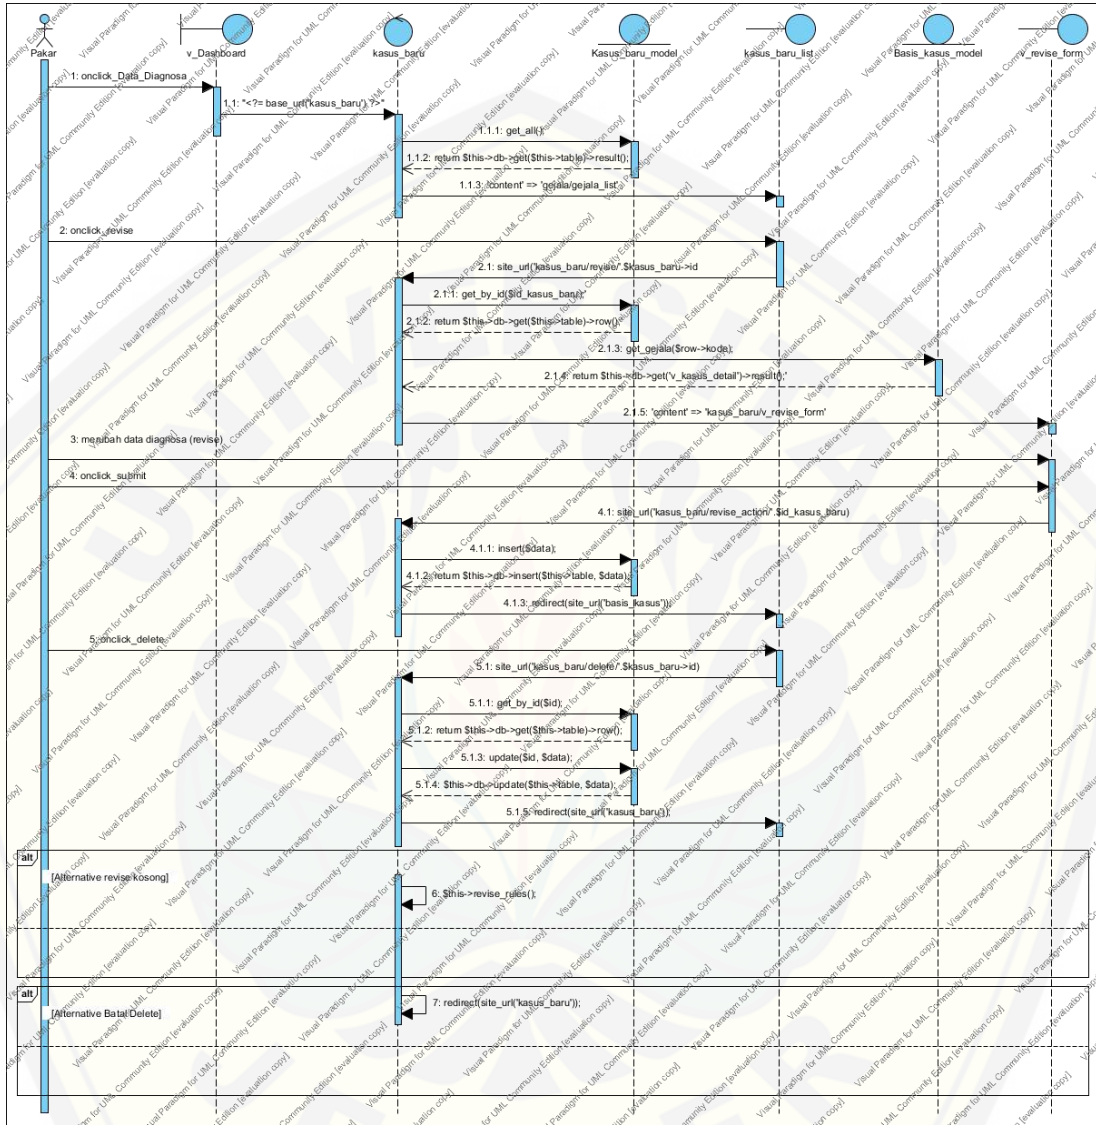 Pakar
v_Dashboard
kasus_baru
Kasus_baru_model
kasus_baru_list
Basis_kasus_model
v_revise_form
1: onclick_Data_Diagnosa
1.1: "<?= base_url('kasus_baru') ?>"
1.1.1: get_all();
1.1.2: return $this->db->get($this->table)->result();
1.1.3: 'content' => 'gejala/gejala_list'
2: onclick_revise
2.1: site_url('kasus_baru/revise/'.$kasus_baru->id
2.1.1: get_by_id($id_kasus_baru);'
2.1.2: return $this->db->get($this->table)->row();
2.1.3: get_gejala($row->kode);
2.1.4: return $this->db->get('v_kasus_detail')->result();'
2.1.5: 'content' => 'kasus_baru/v_revise_form'
3: merubah data diagnosa (revise)
4: onclick_submit
4.1: site_url('kasus_baru/revise_action/'.$id_kasus_baru)
4.1.1: insert($data);
4.1.2: return $this->db->insert($this->table, $data);
4.1.3: redirect(site_url('basis_kasus'));
5: onclick_delete
5.1: site_url('kasus_baru/delete/'.$kasus_baru->id)
5.1.1: get_by_id($id);
5.1.2: return $this->db->get($this->table)->row();
5.1.3: update($id, $data);
5.1.4: $this->db->update($this->table, $data);
5.1.5: redirect(site_url('kasus_baru'));
alt
[Alternative revise kosong]
6: $this->revise_rules();
alt
[Alternative Batal Delete]
7: redirect(site_url('kasus_baru'));
Visual Paradigm for UML Community Edition [evaluation copy]